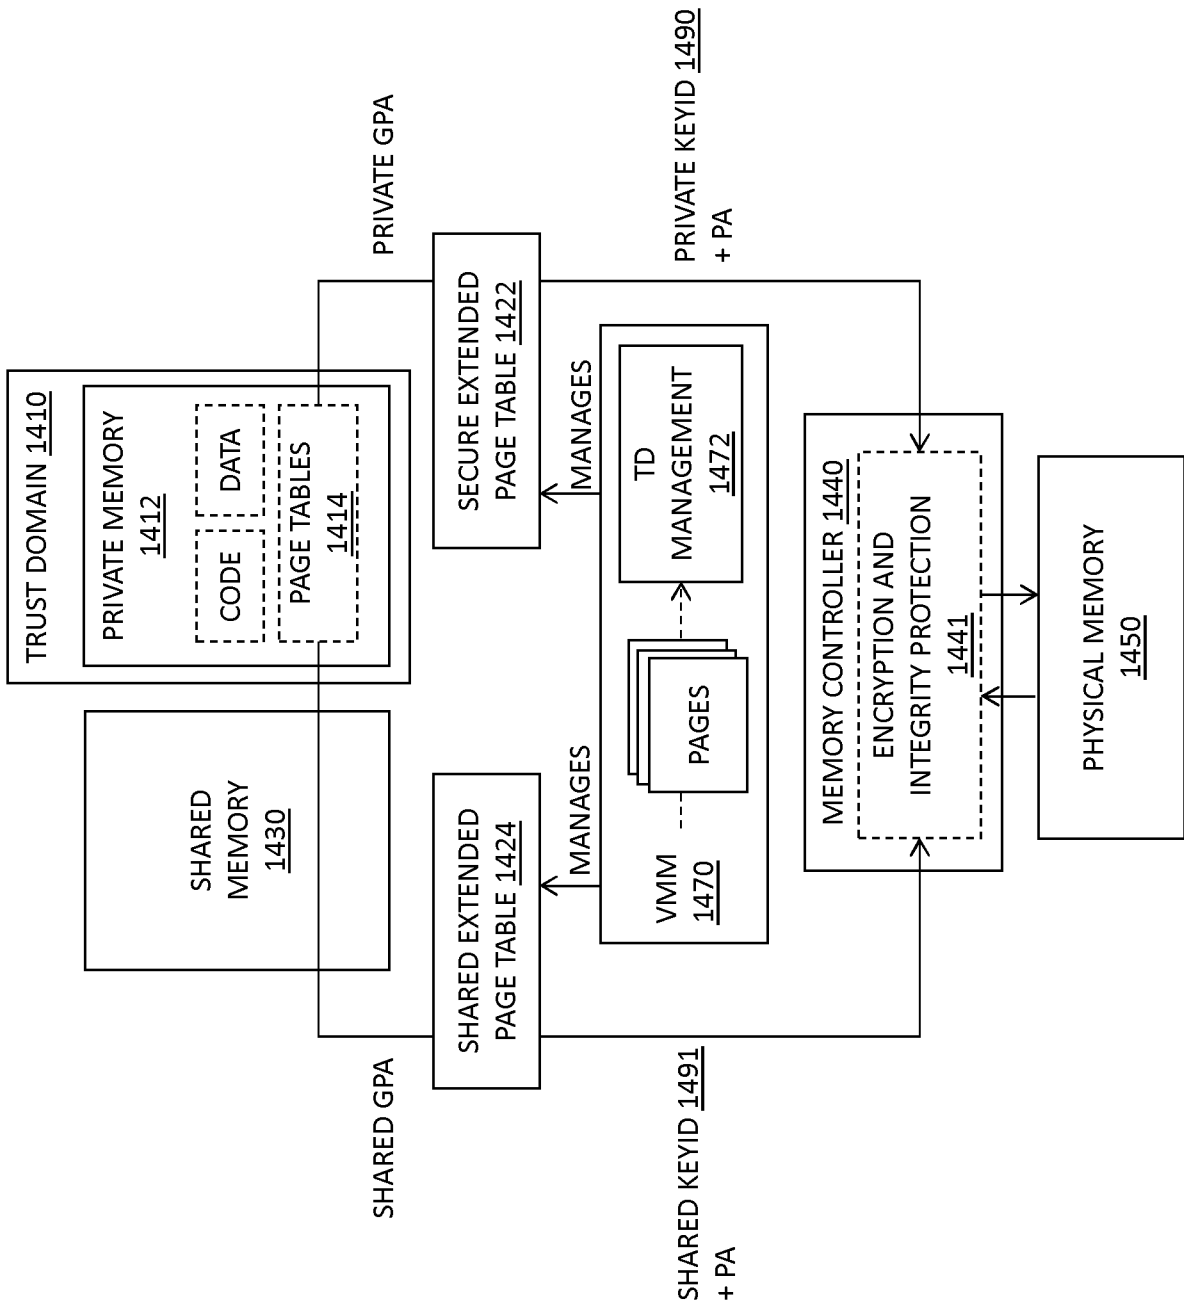 TRUST DOMAIN 1410
PRIVATE MEMORY
1412
CODE
DATA
PAGE TABLES
1414
SHARED
MEMORY
1430
SHARED GPA
PRIVATE GPA
SHARED EXTENDED
PAGE TABLE 1424
SECURE EXTENDED
PAGE TABLE 1422
MANAGES
MANAGES
SHARED KEYID 1491
+ PA
PRIVATE KEYID 1490
+ PA
VMM
1470
PAGES
TD
MANAGEMENT
1472
MEMORY CONTROLLER 1440
ENCRYPTION AND
INTEGRITY PROTECTION
1441
PHYSICAL MEMORY
1450